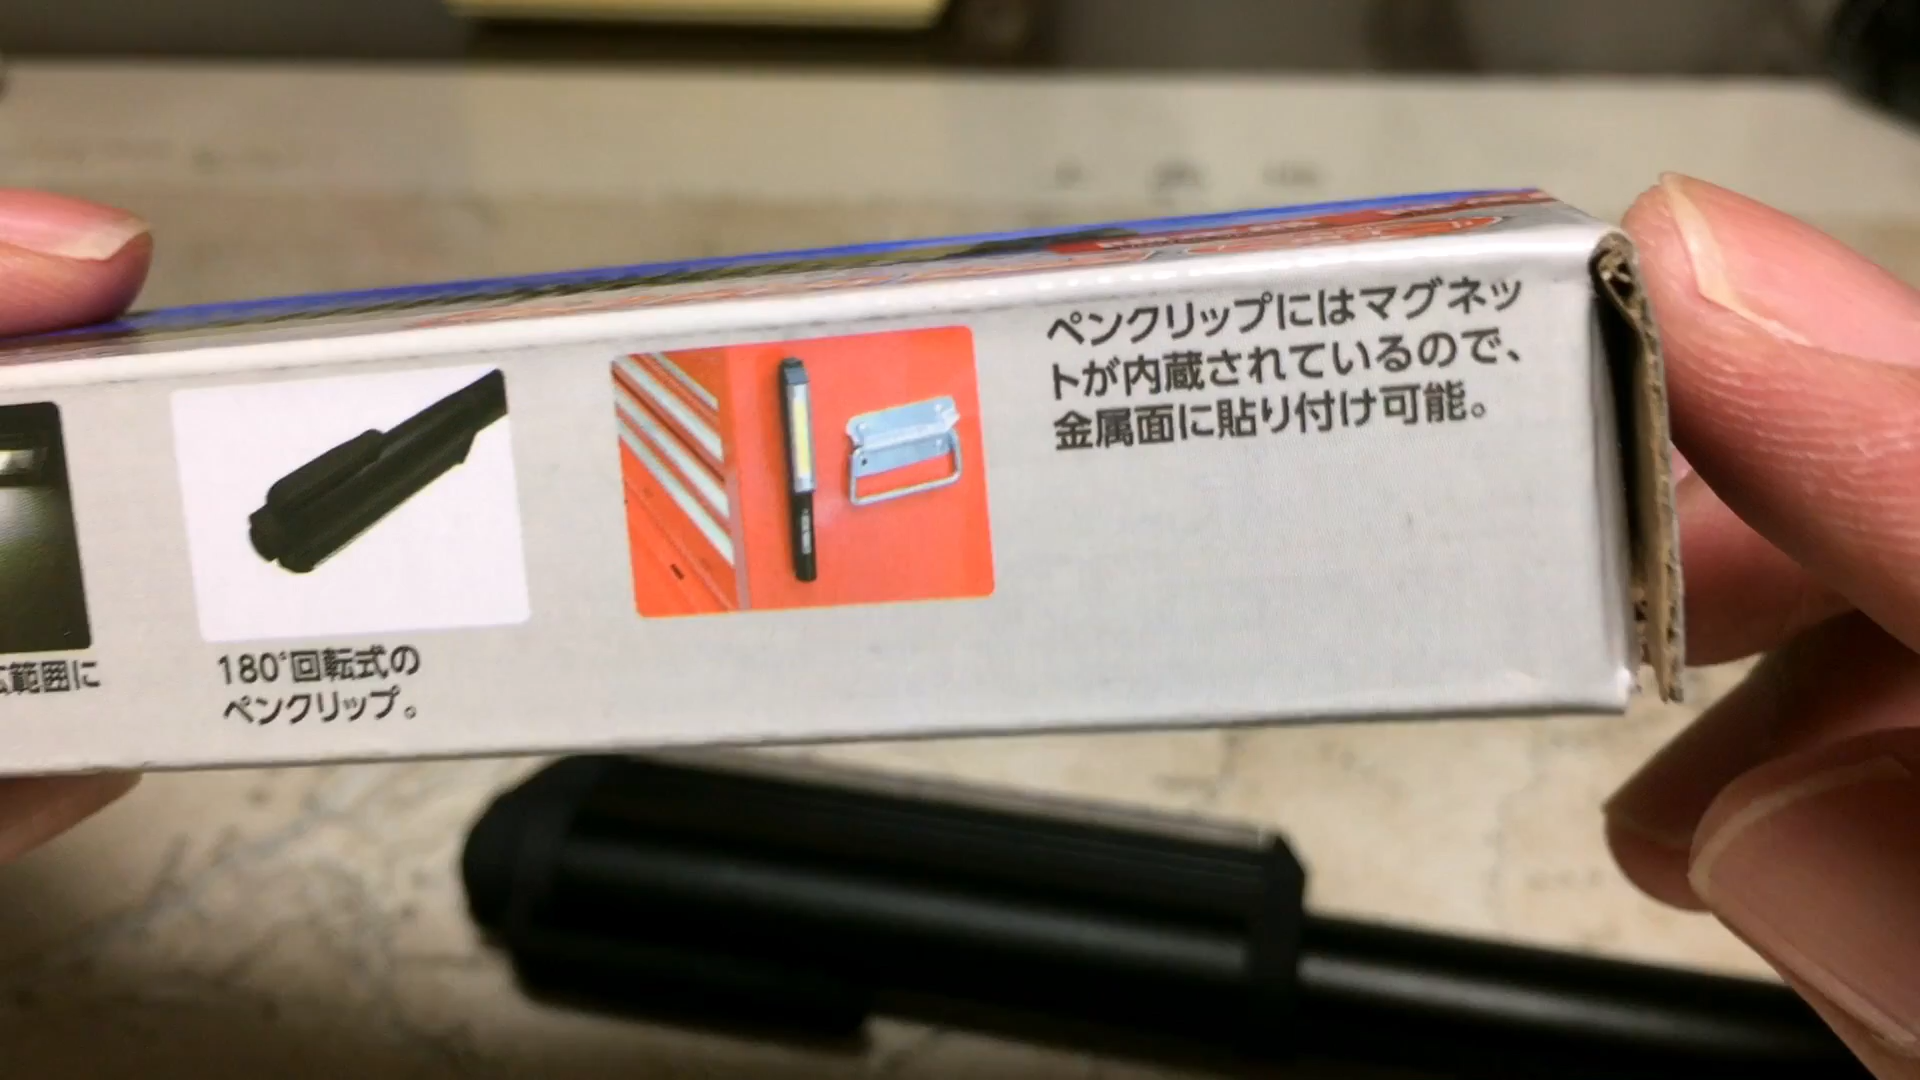 範囲に
180°回転式の
ペンクリップ。
ペンクリップにはマグネッ
トが内蔵されているので、
金属面に貼り付け可能。